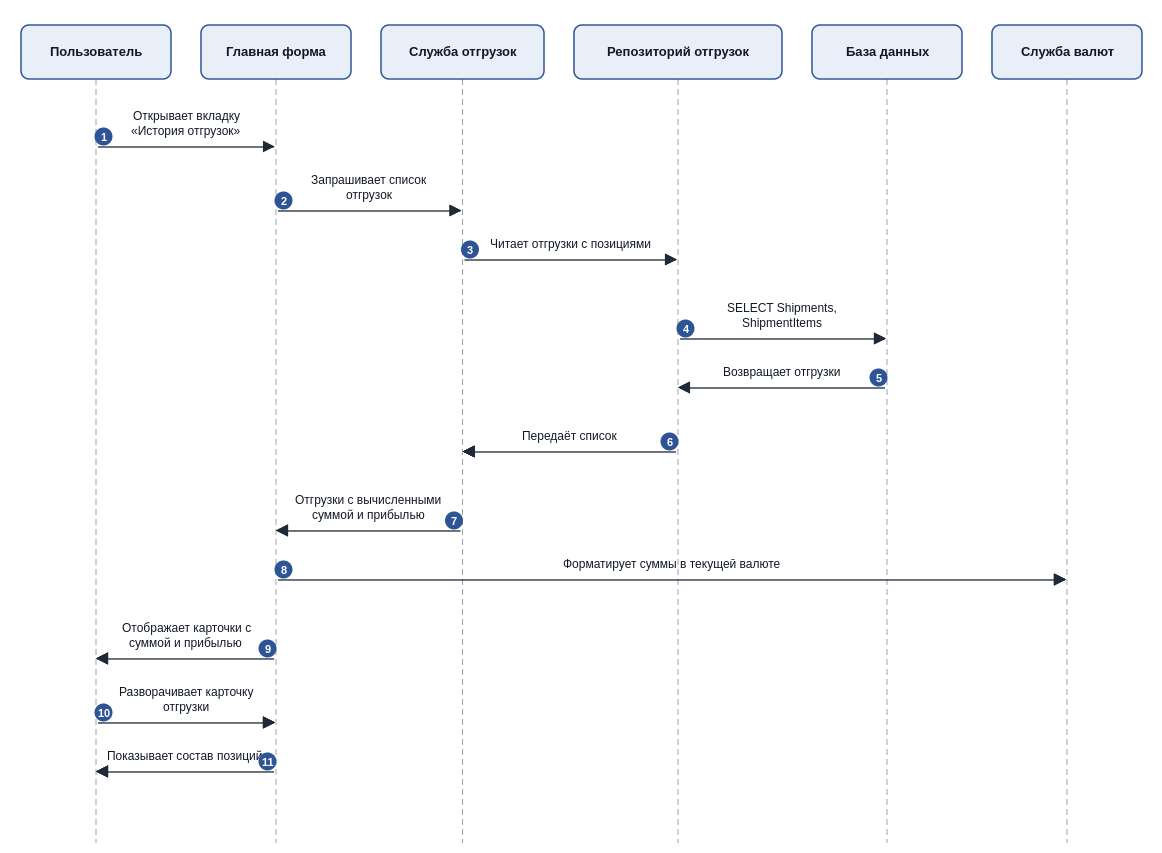 Пользователь
Главная форма
Служба отгрузок
Репозиторий отгрузок
База данных
Служба валют
Открывает вкладку
«История отгрузок»
1
Запрашивает список
отгрузок
2
Читает отгрузки с позициями
3
SELECT Shipments,
ShipmentItems
4
Возвращает отгрузки
5
Передаёт список
6
Отгрузки с вычисленными
суммой и прибылью
7
Форматирует суммы в текущей валюте
8
Отображает карточки с
суммой и прибылью
9
Разворачивает карточку
отгрузки
10
Показывает состав позиций
11